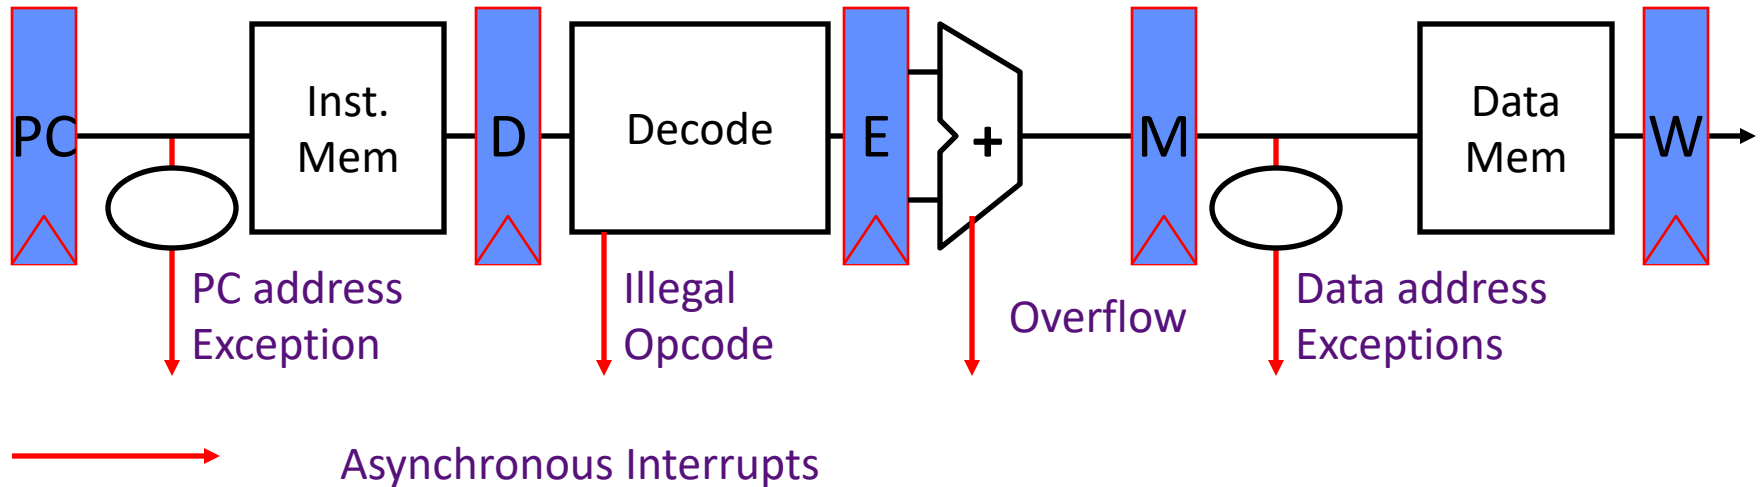 PC
Inst.
Mem
D
Decode
E
+
M
Data
Mem
W
PC address
Exception
Illegal
Opcode
Overflow
Data address
Exceptions
Asynchronous Interrupts